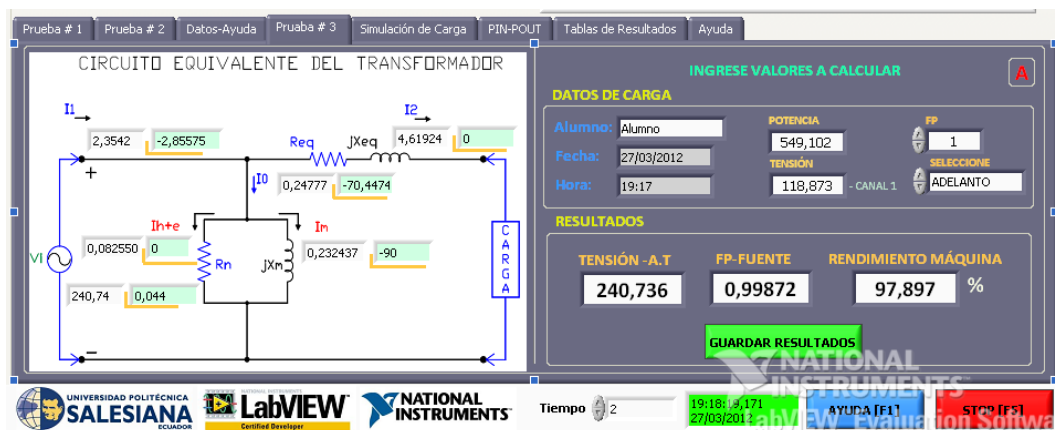 Prueba # 1 Prueba # 2 Datos-Ayuda Pruaba # 3 Simulación de Carga PIN-POUT Tablas de Resultados Ayuda
CIRCUITO EQUIVALENTE DEL TRANSFORMADOR
I1
I2
2,3542 -2,85575
Req jXeq
4,61924 0
+
I0
0,24777 -70,4474
Ih+e
Im
0,082550 0
0,232437 -90
VI
Rn
jXm
CARGA
240,74 0,044
−
INGRESE VALORES A CALCULAR
A
DATOS DE CARGA
Alumno: Alumno
POTENCIA
549,102
FP
1
Fecha: 27/03/2012
TENSIÓN
118,873 - CANAL 1
SELECCIONE
ADELANTO
Hora: 19:17
RESULTADOS
TENSIÓN -A.T FP-FUENTE RENDIMIENTO MÁQUINA
240,736 0,99872 97,897 %
GUARDAR RESULTADOS
NATIONAL
INSTRUMENTS
LabVIEW Evaluation Softwa
UNIVERSIDAD POLITÉCNICA
SALESIANA
ECUADOR
NATIONAL INSTRUMENTS
LabVIEW
Certified Developer
NATIONAL
INSTRUMENTS
Tiempo 2
19:18:19,171
27/03/2012
AYUDA [F1]
STOP [F5]